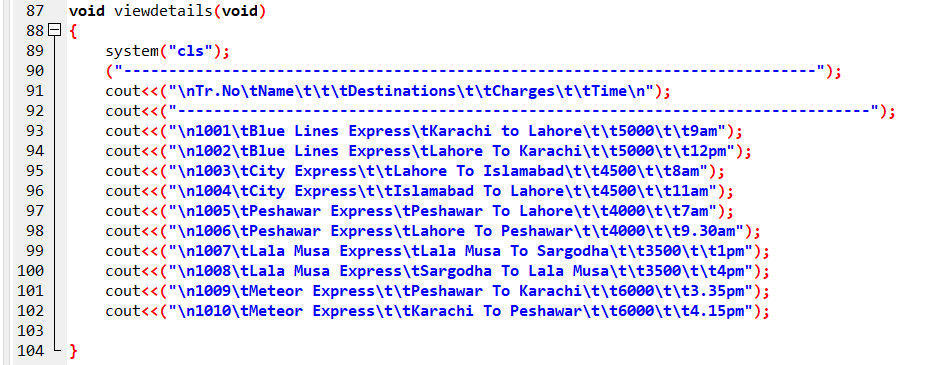 87 void viewdetails(void)
88 {
89 system("cls");
90 ("-----------------------------------------------------------------------------");
91 cout<<("\nTr.No\tName\t\t\tDestinations\t\tCharges\t\tTime\n");
92 cout<<("-----------------------------------------------------------------------------");
93 cout<<("\n1001\tBlue Lines Express\tKarachi to Lahore\t\t5000\t\t9am");
94 cout<<("\n1002\tBlue Lines Express\tLahore To Karachi\t\t5000\t\t12pm");
95 cout<<("\n1003\tCity Express\t\tLahore To Islamabad\t\t4500\t\t8am");
96 cout<<("\n1004\tCity Express\t\tIslamabad To Lahore\t\t4500\t\t11am");
97 cout<<("\n1005\tPeshawar Express\tPeshawar To Lahore\t\t4000\t\t7am");
98 cout<<("\n1006\tPeshawar Express\tLahore To Peshawar\t\t4000\t\t9.30am");
99 cout<<("\n1007\tLala Musa Express\tLala Musa To Sargodha\t\t3500\t\t1pm");
100 cout<<("\n1008\tLala Musa Express\tSargodha To Lala Musa\t\t3500\t\t4pm");
101 cout<<("\n1009\tMeteor Express\t\tPeshawar To Karachi\t\t6000\t\t3.35pm");
102 cout<<("\n1010\tMeteor Express\t\tKarachi To Peshawar\t\t6000\t\t4.15pm");
103
104 }